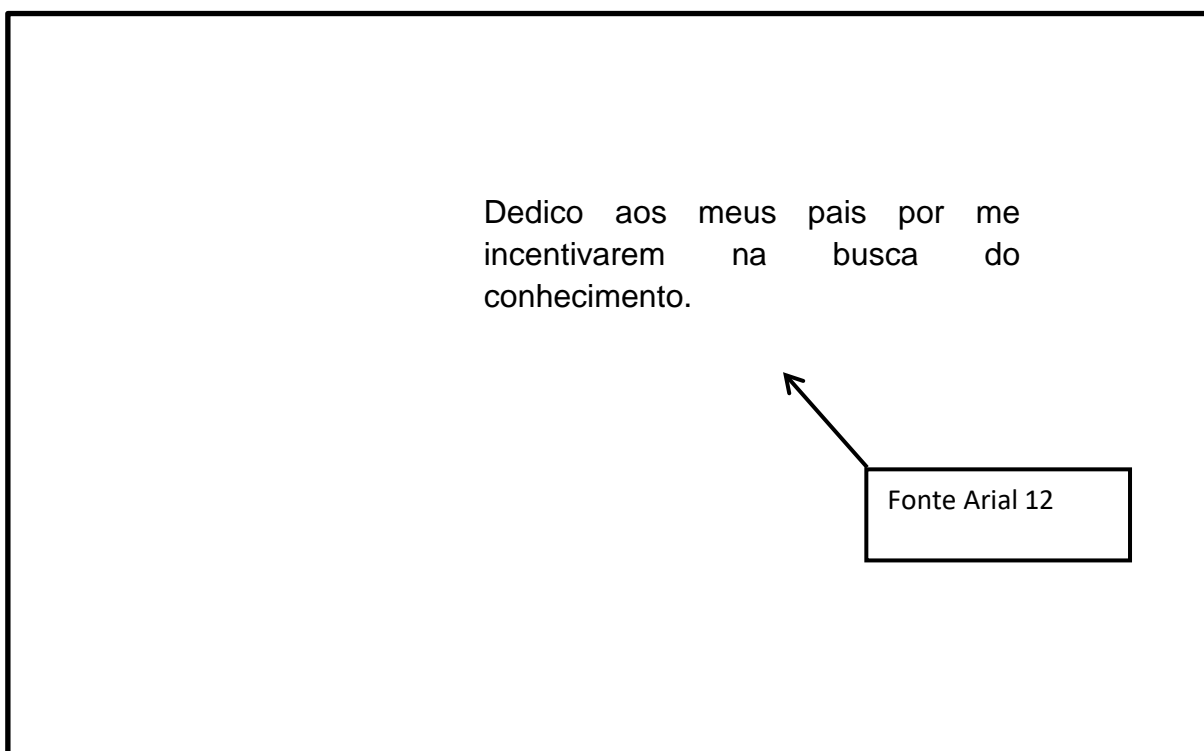 Dedico aos meus pais por me
incentivarem na busca do
conhecimento.
Fonte Arial 12